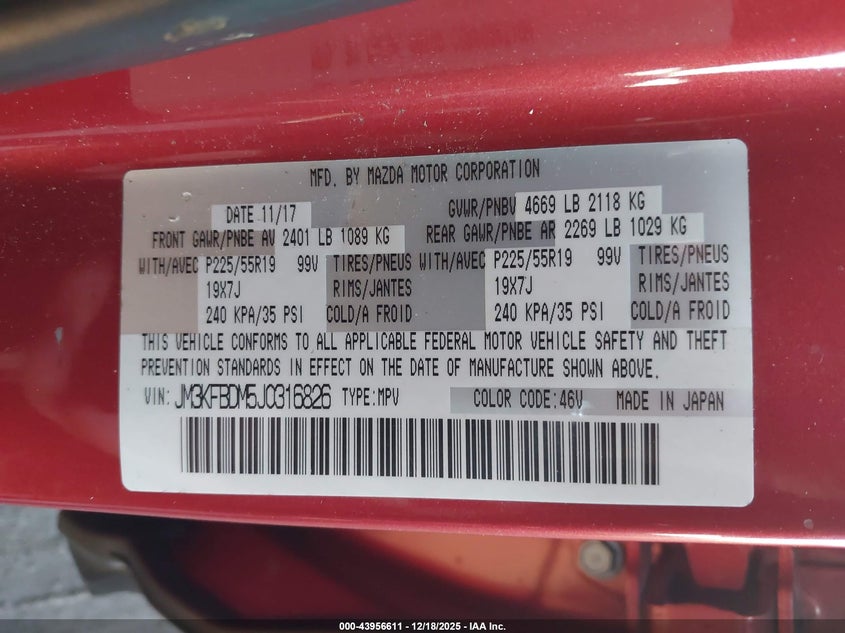 MFD. BY MAZDA MOTOR CORPORATION
DATE 11/17 GVWR/PNBV 4669 LB 2118 KG
FRONT GAWR/PNBE AV 2401 LB 1089 KG REAR GAWR/PNBE AR 2269 LB 1029 KG
WITH/AVEC P225/55R19 99V TIRES/PNEUS WITH/AVEC P225/55R19 99V TIRES/PNEUS
19X7J RIMS/JANTES 19X7J RIMS/JANTES
240 KPA/35 PSI COLD/A FROID 240 KPA/35 PSI COLD/A FROID
THIS VEHICLE CONFORMS TO ALL APPLICABLE FEDERAL MOTOR VEHICLE SAFETY AND THEFT
PREVENTION STANDARDS IN EFFECT ON THE DATE OF MANUFACTURE SHOWN ABOVE.
VIN: JM3KFBDM5J0316826 TYPE:MPV COLOR CODE:46V MADE IN JAPAN
000-43956611 - 12/18/2025 - IAA Inc.